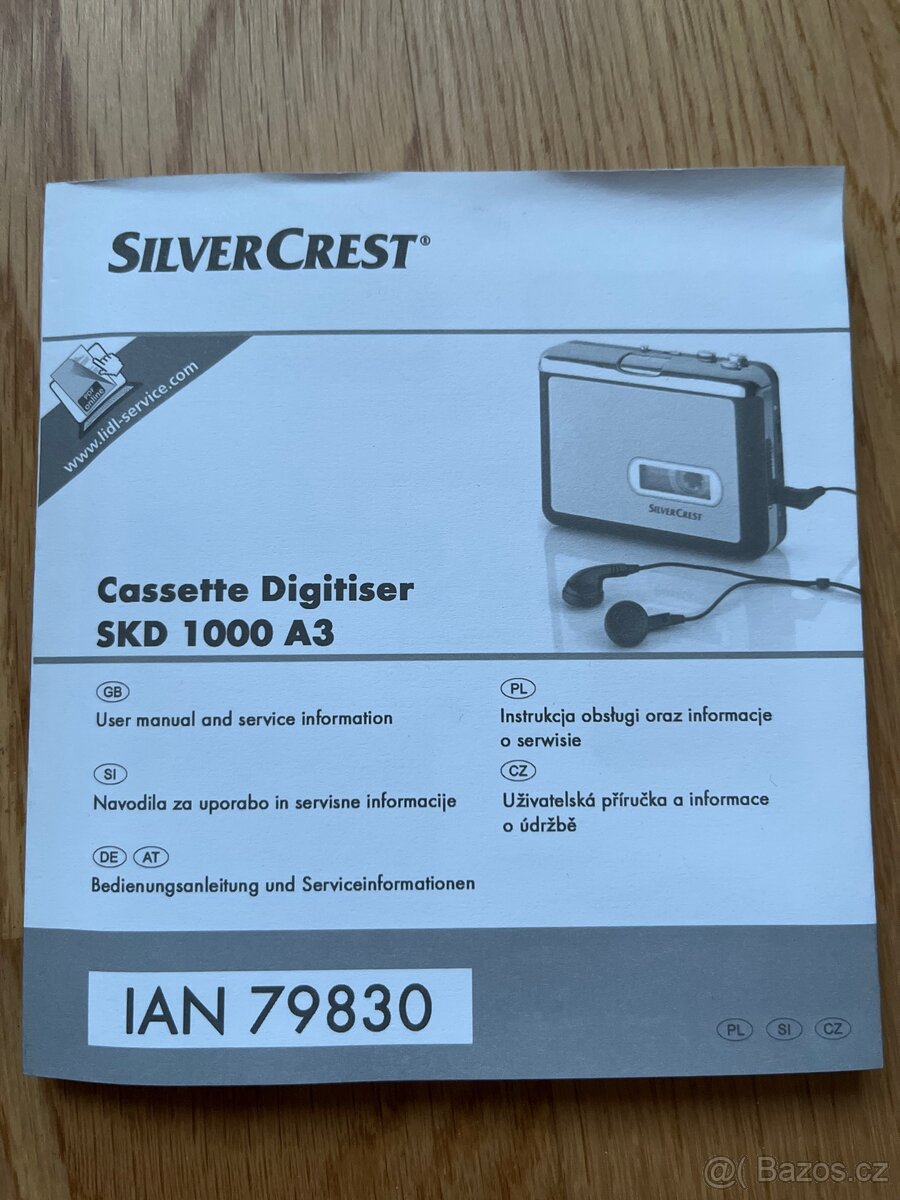 SILVERCREST®
PDF online
www.lidl-service.com
SILVERCREST
Cassette Digitiser
SKD 1000 A3
GB
User manual and service information
SI
Navodila za uporabo in servisne informacije
DE AT
Bedienungsanleitung und Serviceinformationen
PL
Instrukcja obsługi oraz informacje
o serwisie
CZ
Uživatelská příručka a informace
o údržbě
IAN 79830
PL SI CZ
@( Bazos.cz